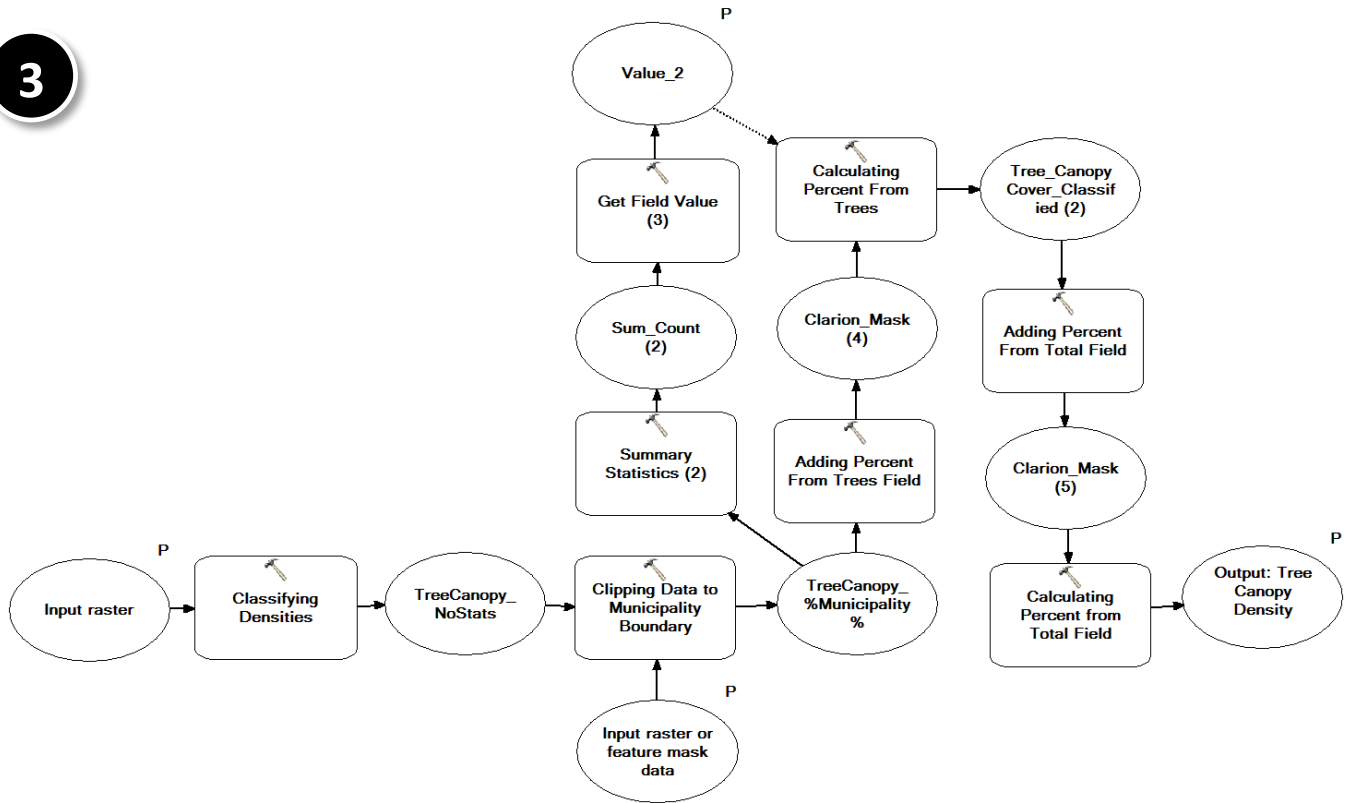 3
P
Value_2
Calculating
Percent From
Trees
Tree_Canopy
Cover_Classif
ied (2)
Get Field Value
(3)
Sum_Count
(2)
Clarion_Mask
(4)
Adding Percent
From Total Field
Summary
Statistics (2)
Adding Percent
From Trees Field
Clarion_Mask
(5)
P
Input raster
Classifying
Densities
TreeCanopy_
NoStats
Clipping Data to
Municipality
Boundary
TreeCanopy_
%Municipality
%
Calculating
Percent from
Total Field
P
Output: Tree
Canopy
Density
P
Input raster or
feature mask
data